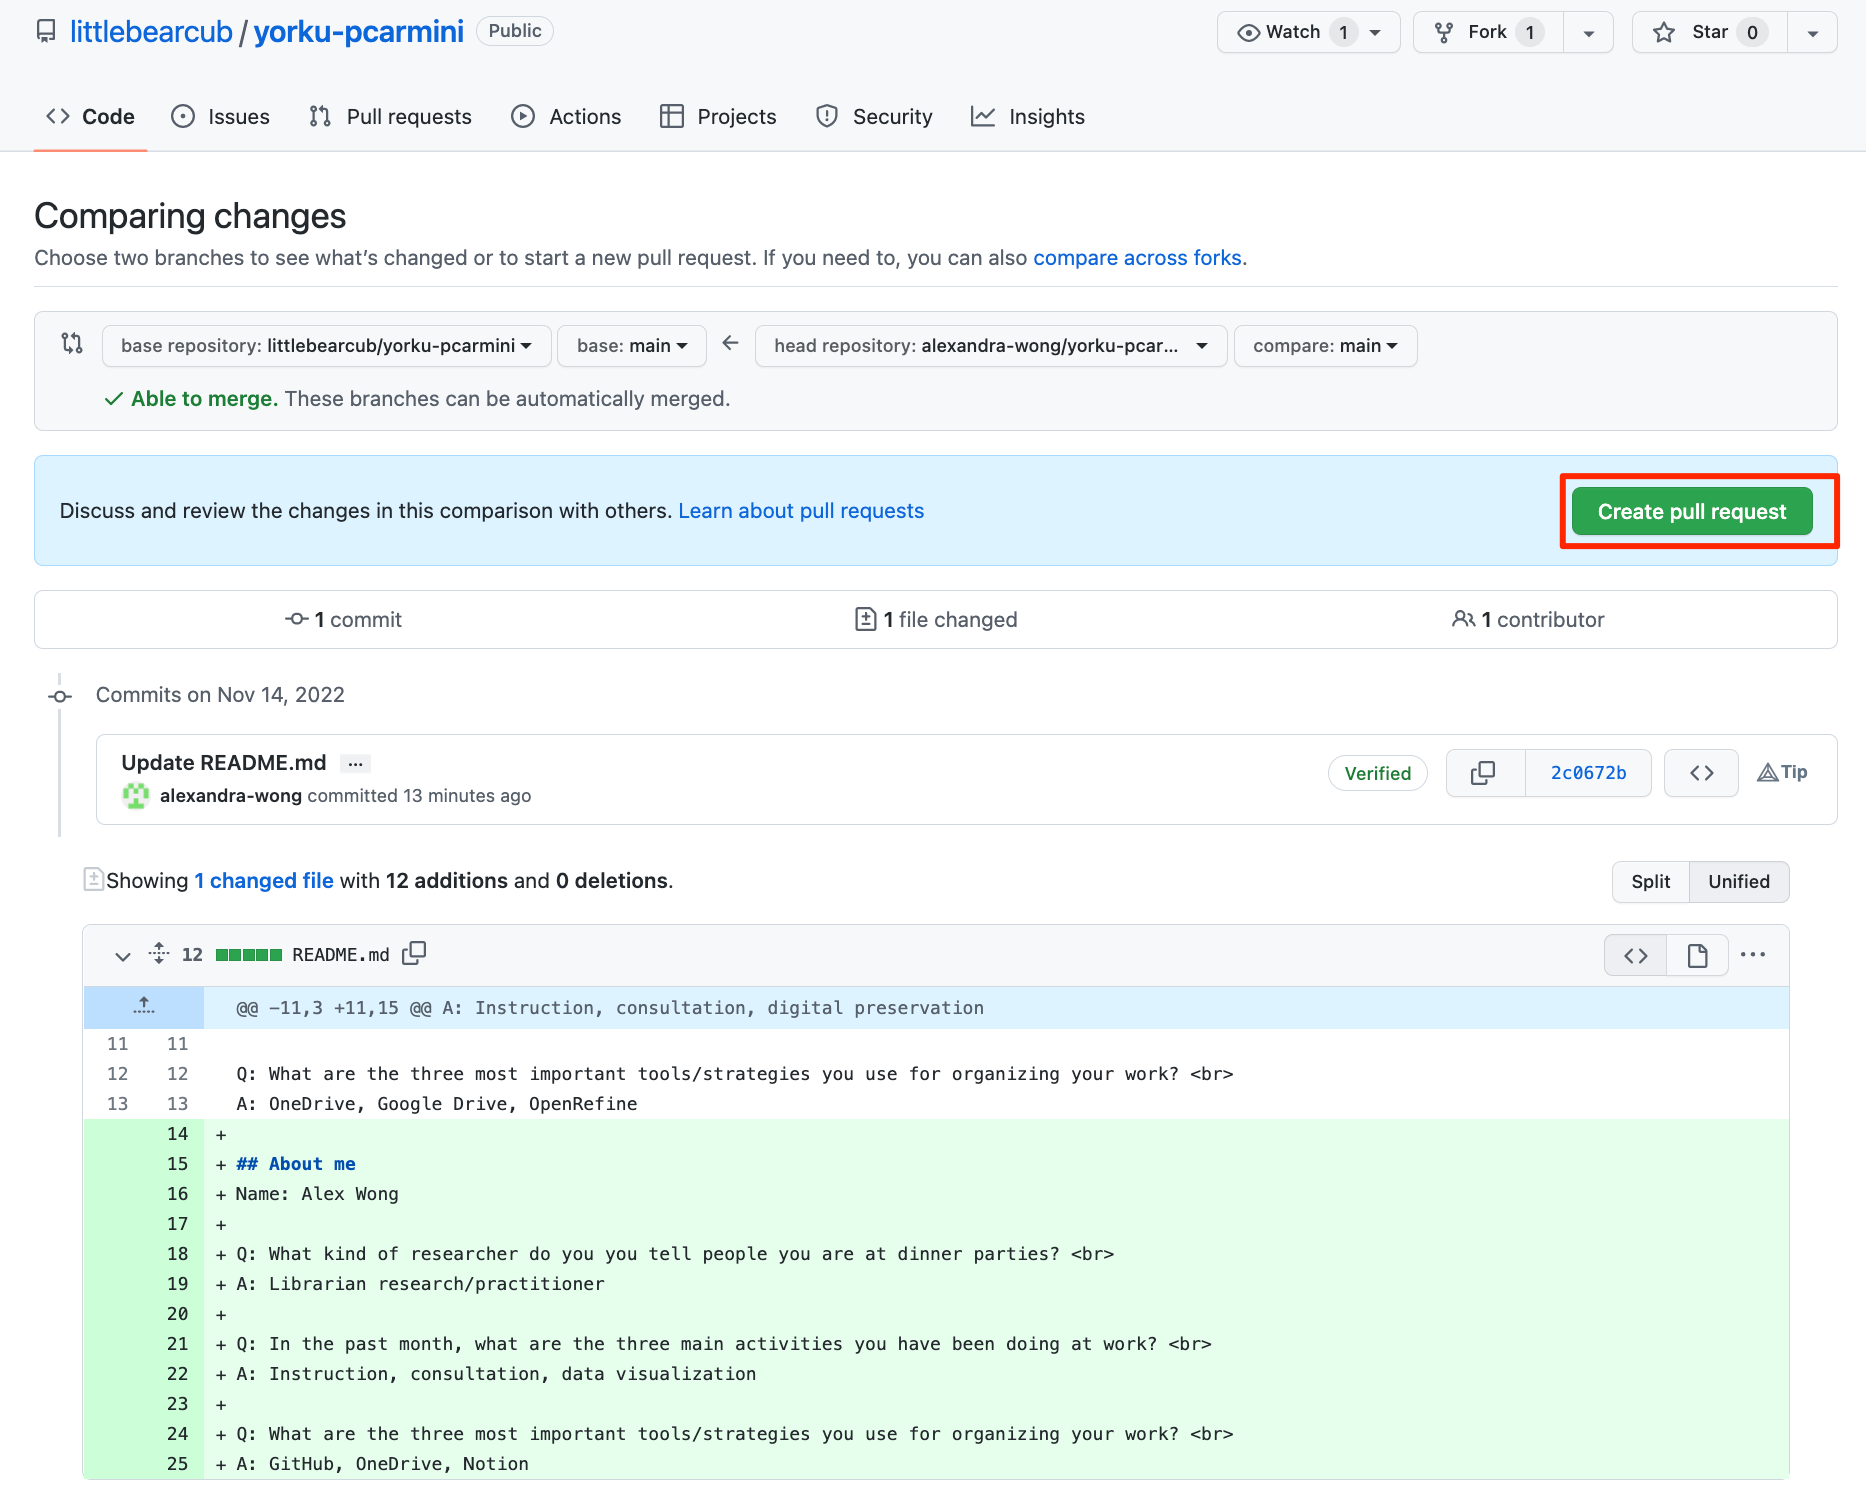 littlebearcub / yorku-pcarmini Public Watch 1 Fork 1 Star 0
Code Issues Pull requests Actions Projects Security Insights
Comparing changes
Choose two branches to see what's changed or to start a new pull request. If you need to, you can also compare across forks.
base repository: littlebearcub/yorku-pcarmini base: main ← head repository: alexandra-wong/yorku-pcar... compare: main
Able to merge. These branches can be automatically merged.
Discuss and review the changes in this comparison with others. Learn about pull requests Create pull request
1 commit 1 file changed 1 contributor
Commits on Nov 14, 2022
Update README.md ...
alexandra-wong committed 13 minutes ago
Verified 2c0672b <> Tip
Showing 1 changed file with 12 additions and 0 deletions.
Split Unified
12 README.md
@@ -11,3 +11,15 @@ A: Instruction, consultation, digital preservation
11 11
12 12 Q: What are the three most important tools/strategies you use for organizing your work? <br>
13 13 A: OneDrive, Google Drive, OpenRefine
14 +
15 + ## About me
16 + Name: Alex Wong
17 +
18 + Q: What kind of researcher do you you tell people you are at dinner parties? <br>
19 + A: Librarian research/practitioner
20 +
21 + Q: In the past month, what are the three main activities you have been doing at work? <br>
22 + A: Instruction, consultation, data visualization
23 +
24 + Q: What are the three most important tools/strategies you use for organizing your work? <br>
25 + A: GitHub, OneDrive, Notion